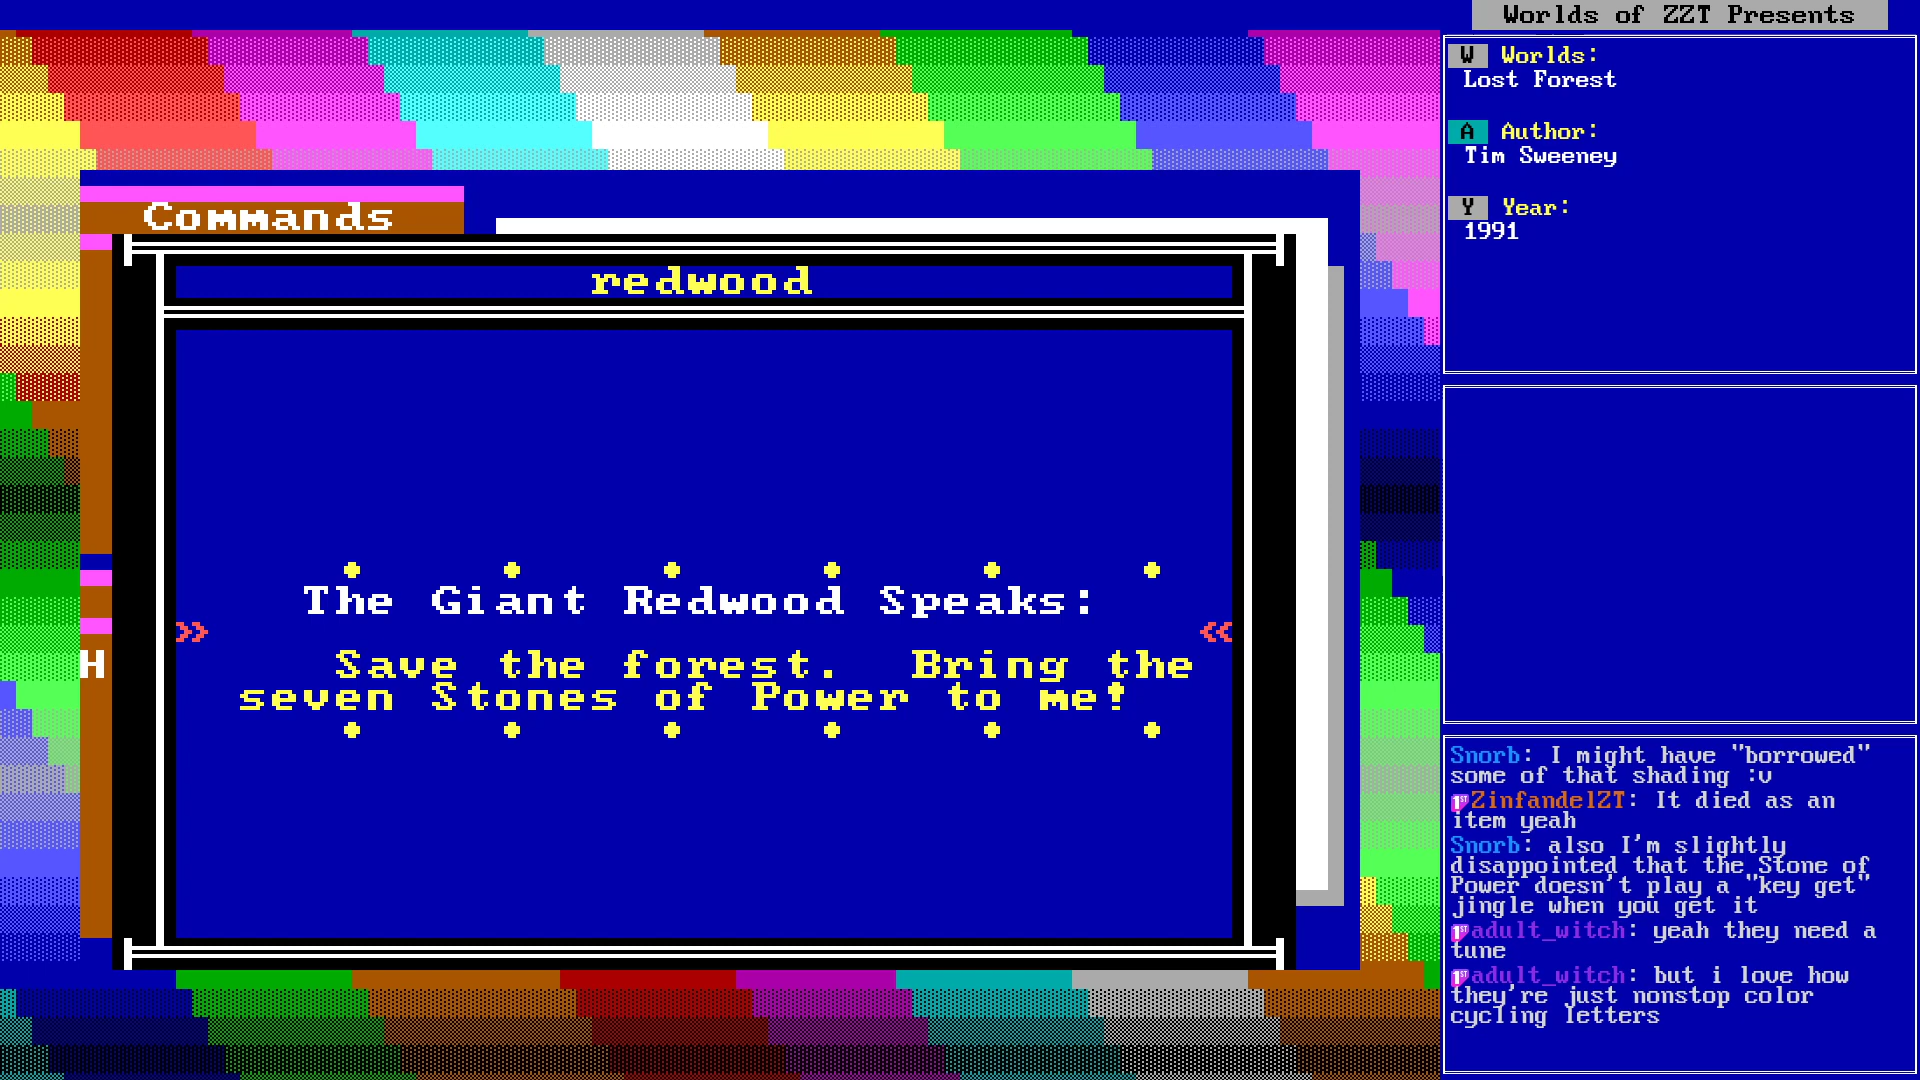 Worlds of ZZT Presents
W Worlds:
Lost Forest
A Author:
Tim Sweeney
Y Year:
1991
Commands
redwood
The Giant Redwood Speaks:
» «
H
Save the forest. Bring the
seven Stones of Power to me!
Snorb: I might have "borrowed"
some of that shading :v
ZinfandelZT: It died as an
item yeah
Snorb: also I'm slightly
disappointed that the Stone of
Power doesn't play a "key get"
jingle when you get it
adult_witch: yeah they need a
tune
adult_witch: but i love how
they're just nonstop color
cycling letters